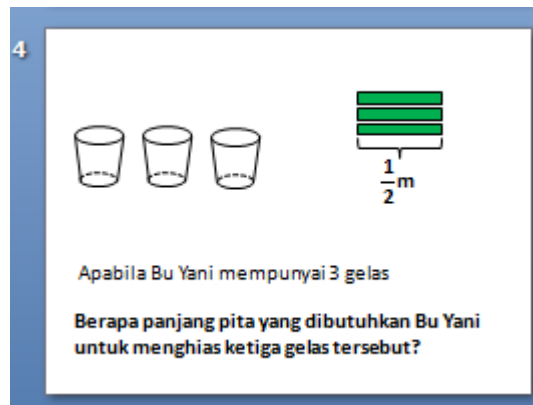 4
1/2 m
Apabila Bu Yani mempunyai 3 gelas
Berapa panjang pita yang dibutuhkan Bu Yani
untuk menghias ketiga gelas tersebut?